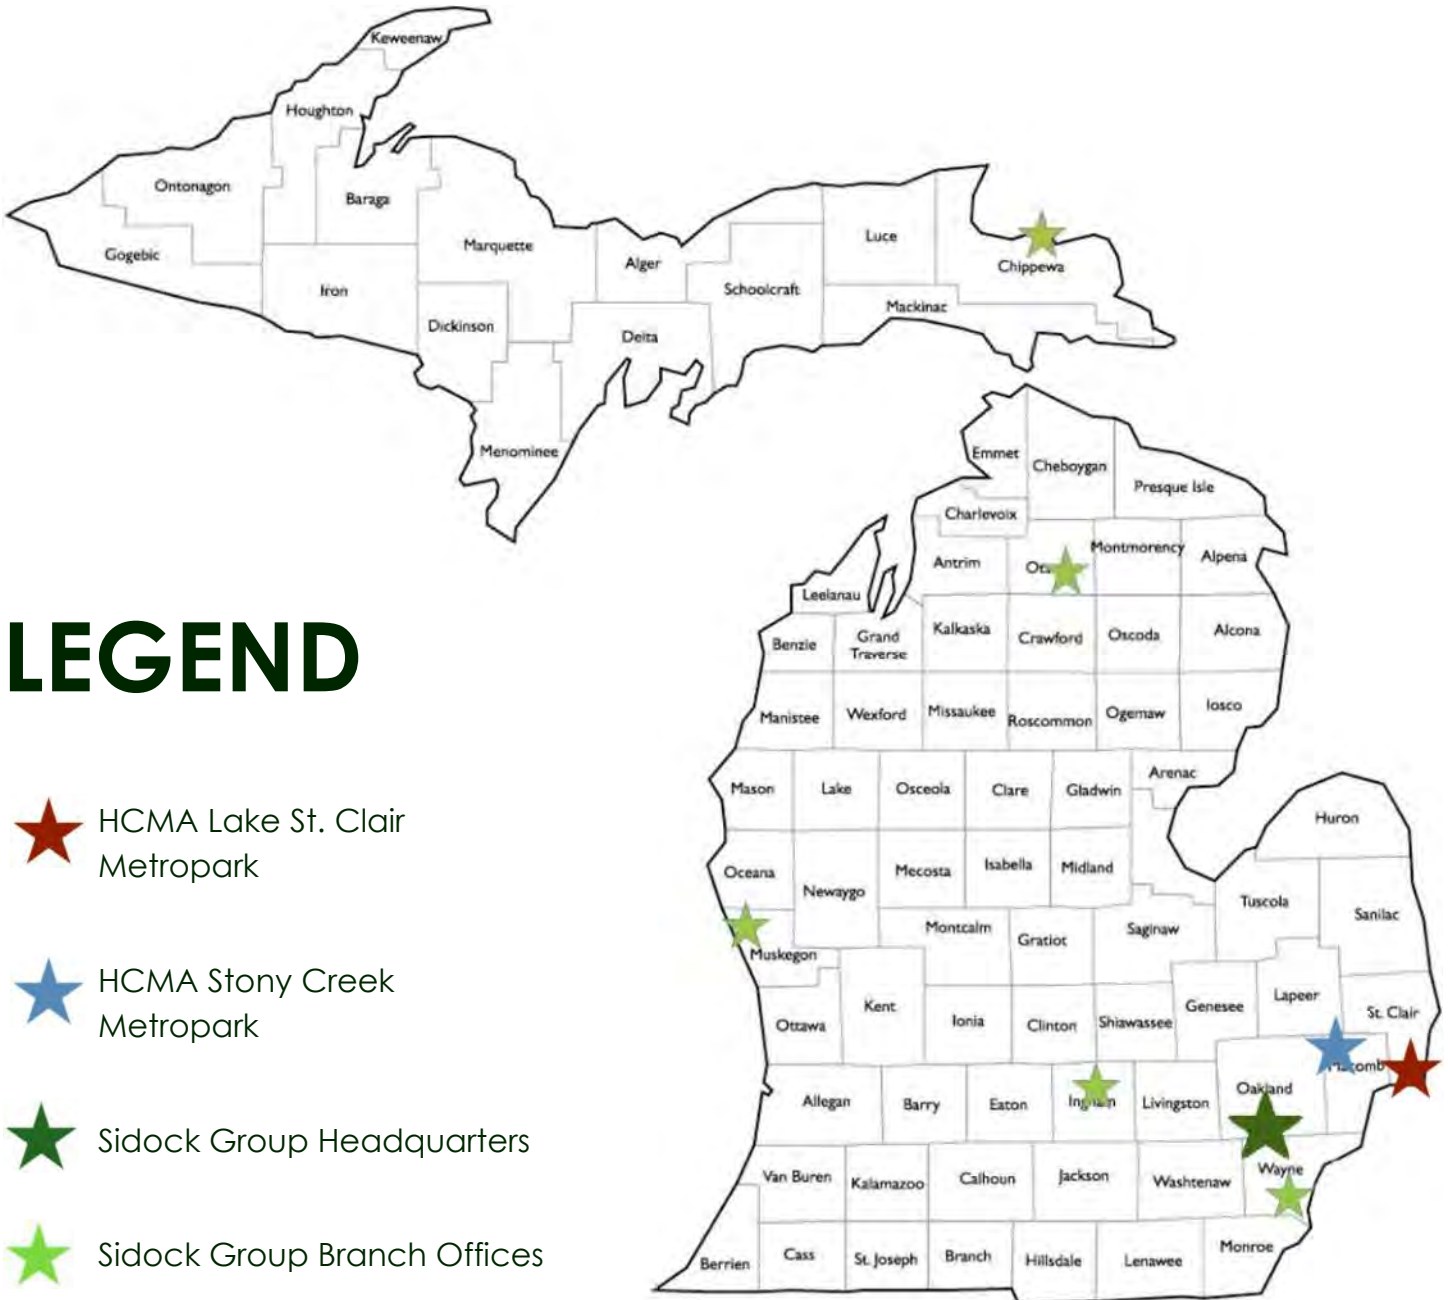 Keweenaw
Houghton
Ontonagon
Baraga
Gogebic
Marquette
Iron
Alger
Luce
Chippewa
Schoolcraft
Mackinac
Dickinson
Delta
Menominee
Emmet
Cheboygan
Presque Isle
Charlevoix
Antrim
Montmorency
Alpena
Leelanau
Benzie
Grand
Traverse
Kalkaska
Crawford
Oscoda
Alcona
Manistee
Wexford
Missaukee
Roscommon
Ogemaw
Iosco
Mason
Lake
Osceola
Clare
Gladwin
Arenac
Huron
Oceana
Newaygo
Mecosta
Isabella
Midland
Tuscola
Sanilac
Muskegon
Montcalm
Gratiot
Saginaw
Ottawa
Kent
Ionia
Clinton
Shiawassee
Genesee
Lapeer
St. Clair
Allegan
Barry
Eaton
Livingston
Oakland
Van Buren
Kalamazoo
Calhoun
Jackson
Washtenaw
Wayne
Berrien
Cass
St. Joseph
Branch
Hillsdale
Lenawee
Monroe
LEGEND
HCMA Lake St. Clair
Metropark
HCMA Stony Creek
Metropark
Sidock Group Headquarters
Sidock Group Branch Offices